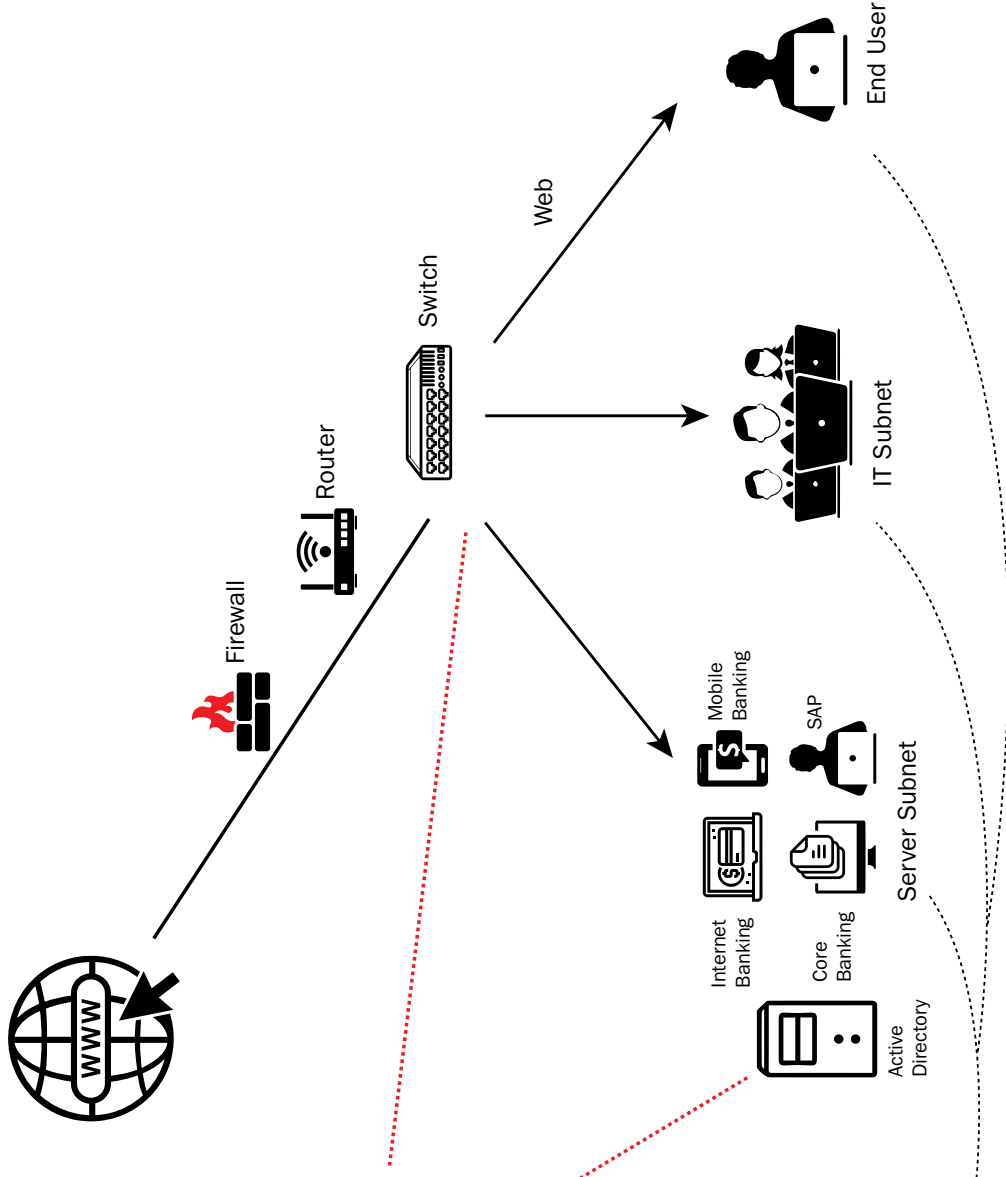 WWW
Firewall
Router
Switch
Web
Internet
Banking
Mobile
Banking
Core
Banking
SAP
Active
Directory
Server Subnet
IT Subnet
End User